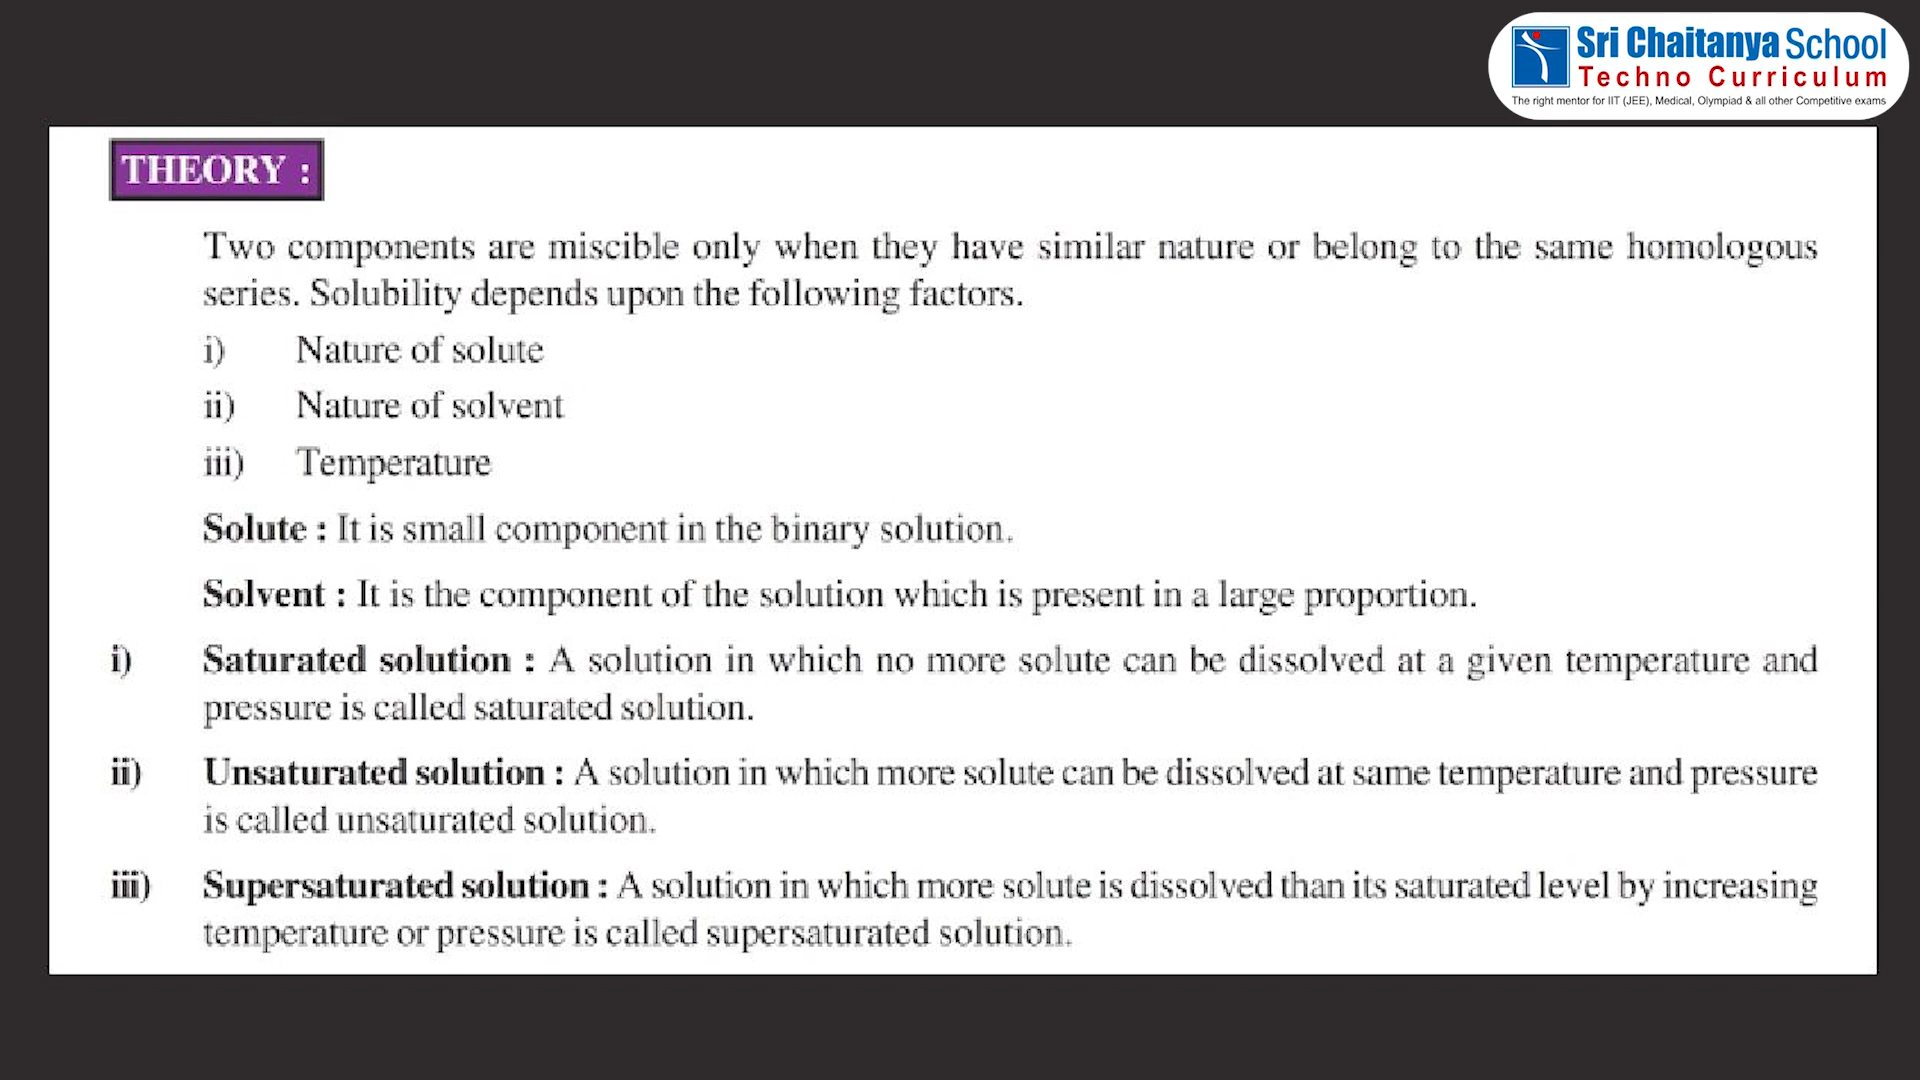 Sri Chaitanya School
Techno Curriculum
The right mentor for IIT (JEE), Medical, Olympiad & all other Competitive exams
THEORY :
Two components are miscible only when they have similar nature or belong to the same homologous
series. Solubility depends upon the following factors.
i) Nature of solute
ii) Nature of solvent
iii) Temperature
Solute : It is small component in the binary solution.
Solvent : It is the component of the solution which is present in a large proportion.
i) Saturated solution : A solution in which no more solute can be dissolved at a given temperature and
pressure is called saturated solution.
ii) Unsaturated solution : A solution in which more solute can be dissolved at same temperature and pressure
is called unsaturated solution.
iii) Supersaturated solution : A solution in which more solute is dissolved than its saturated level by increasing
temperature or pressure is called supersaturated solution.